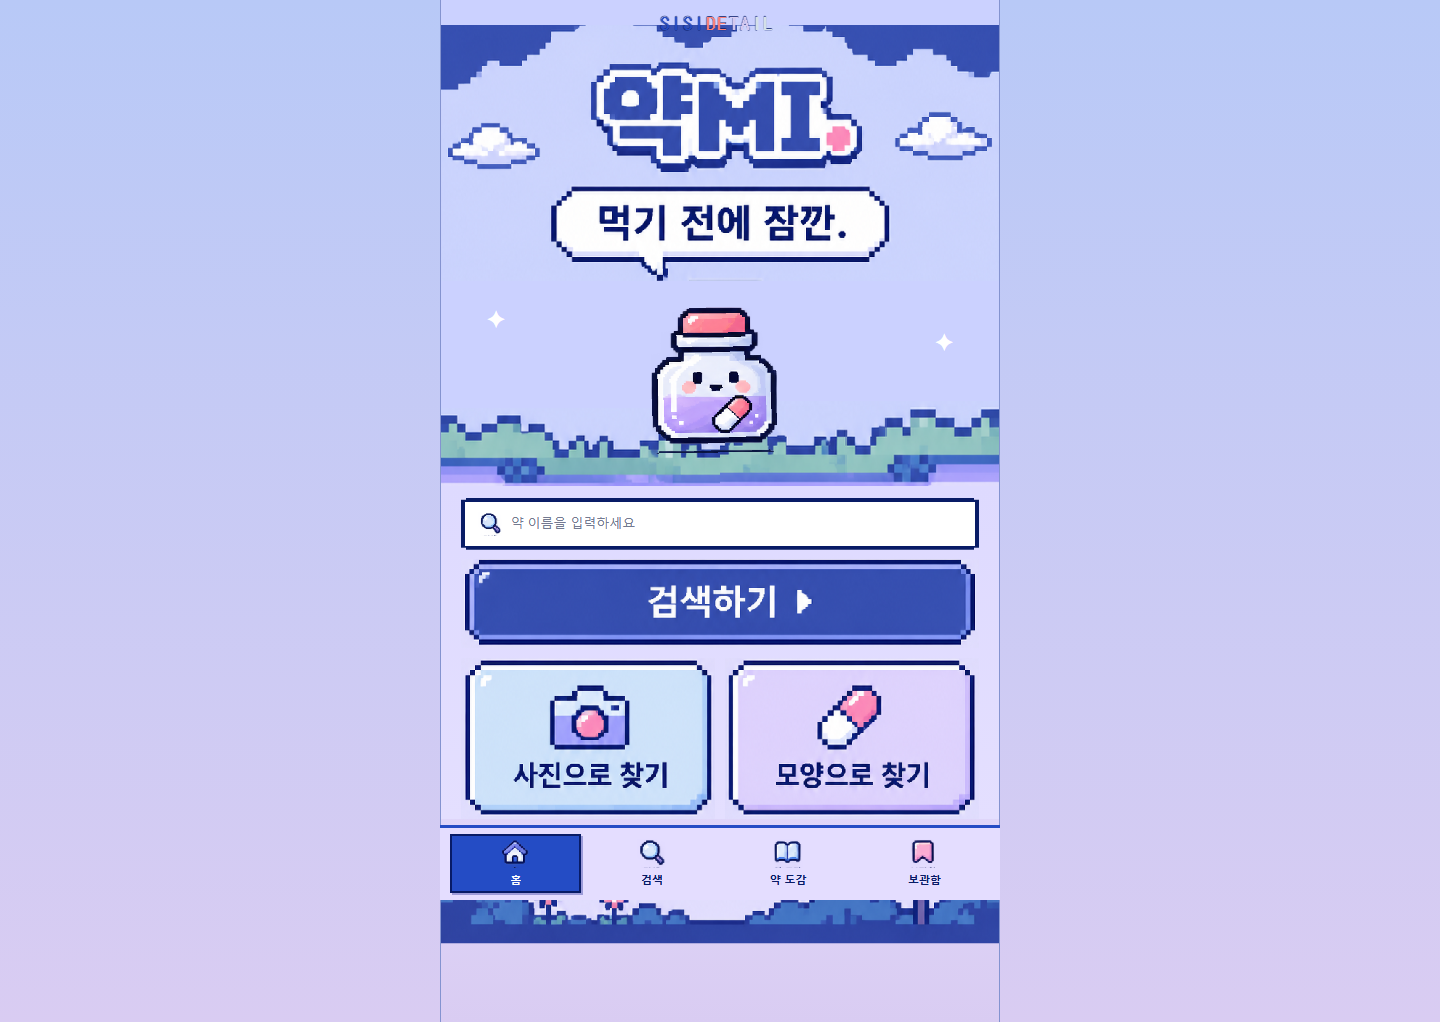 SISIDETAIL
약MI.
먹기 전에 잠깐.
약 이름을 입력하세요
검색하기
사진으로 찾기
모양으로 찾기
홈
검색
약 도감
보관함